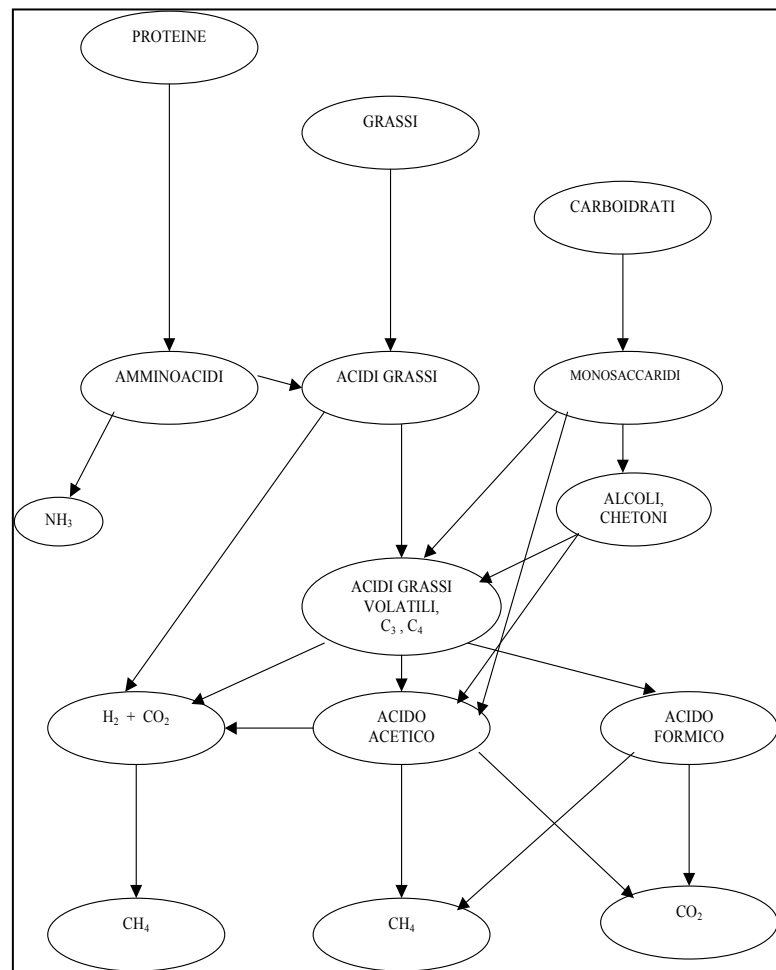 PROTEINE
GRASSI
CARBOIDRATI
AMMINOACIDI
ACIDI GRASSI
MONOSACCARIDI
NH₃
ALCOLI,
CHETONI
ACIDI GRASSI
VOLATILI,
C₃ , C₄
H₂ + CO₂
ACIDO
ACETICO
ACIDO
FORMICO
CH₄
CH₄
CO₂